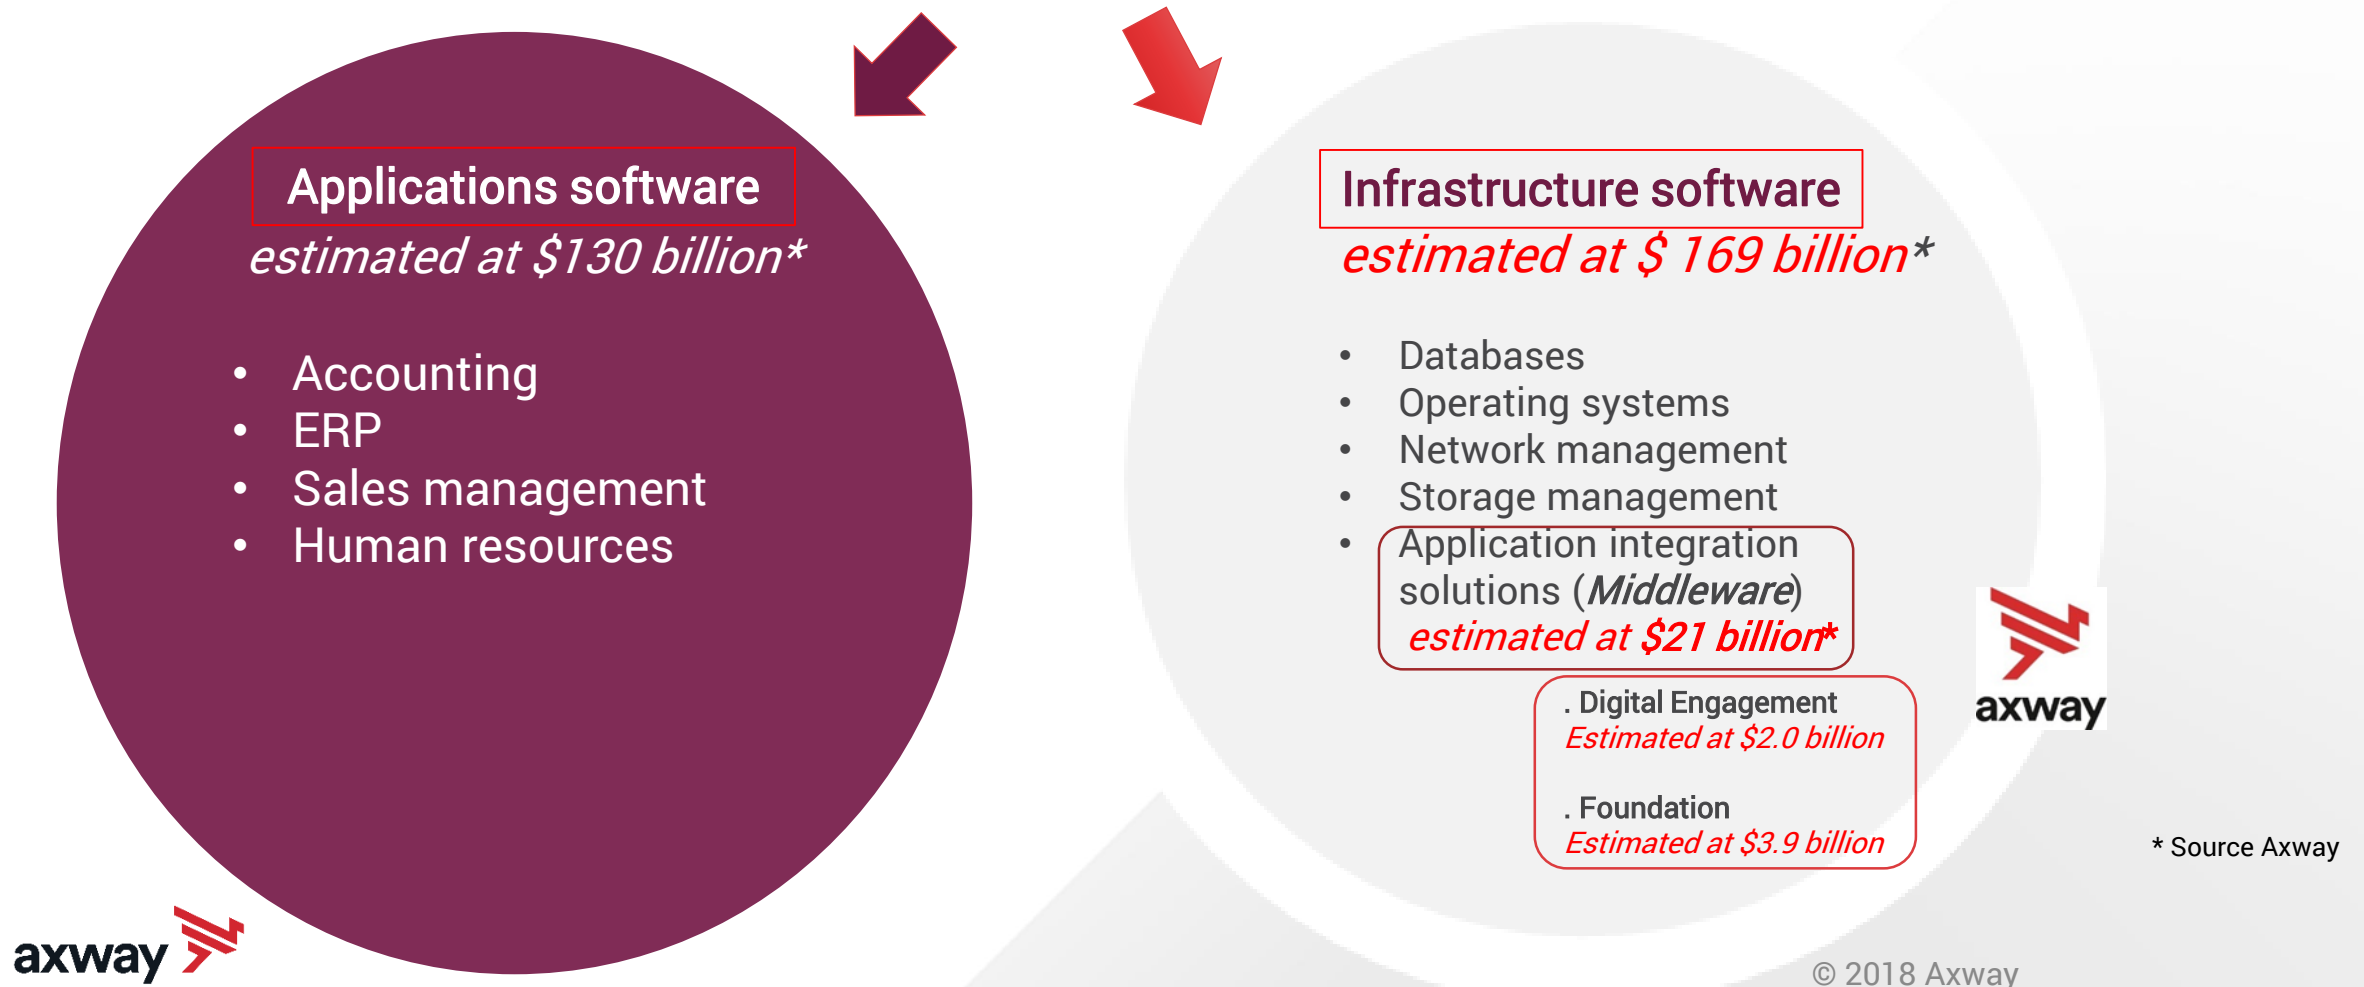 Applications software
estimated at $130 billion*
• Accounting
• ERP
• Sales management
• Human resources
Infrastructure software
estimated at $ 169 billion*
• Databases
• Operating systems
• Network management
• Storage management
• Application integration
solutions (Middleware)
estimated at $21 billion*
. Digital Engagement
Estimated at $2.0 billion
. Foundation
Estimated at $3.9 billion
axway
* Source Axway
axway
© 2018 Axway